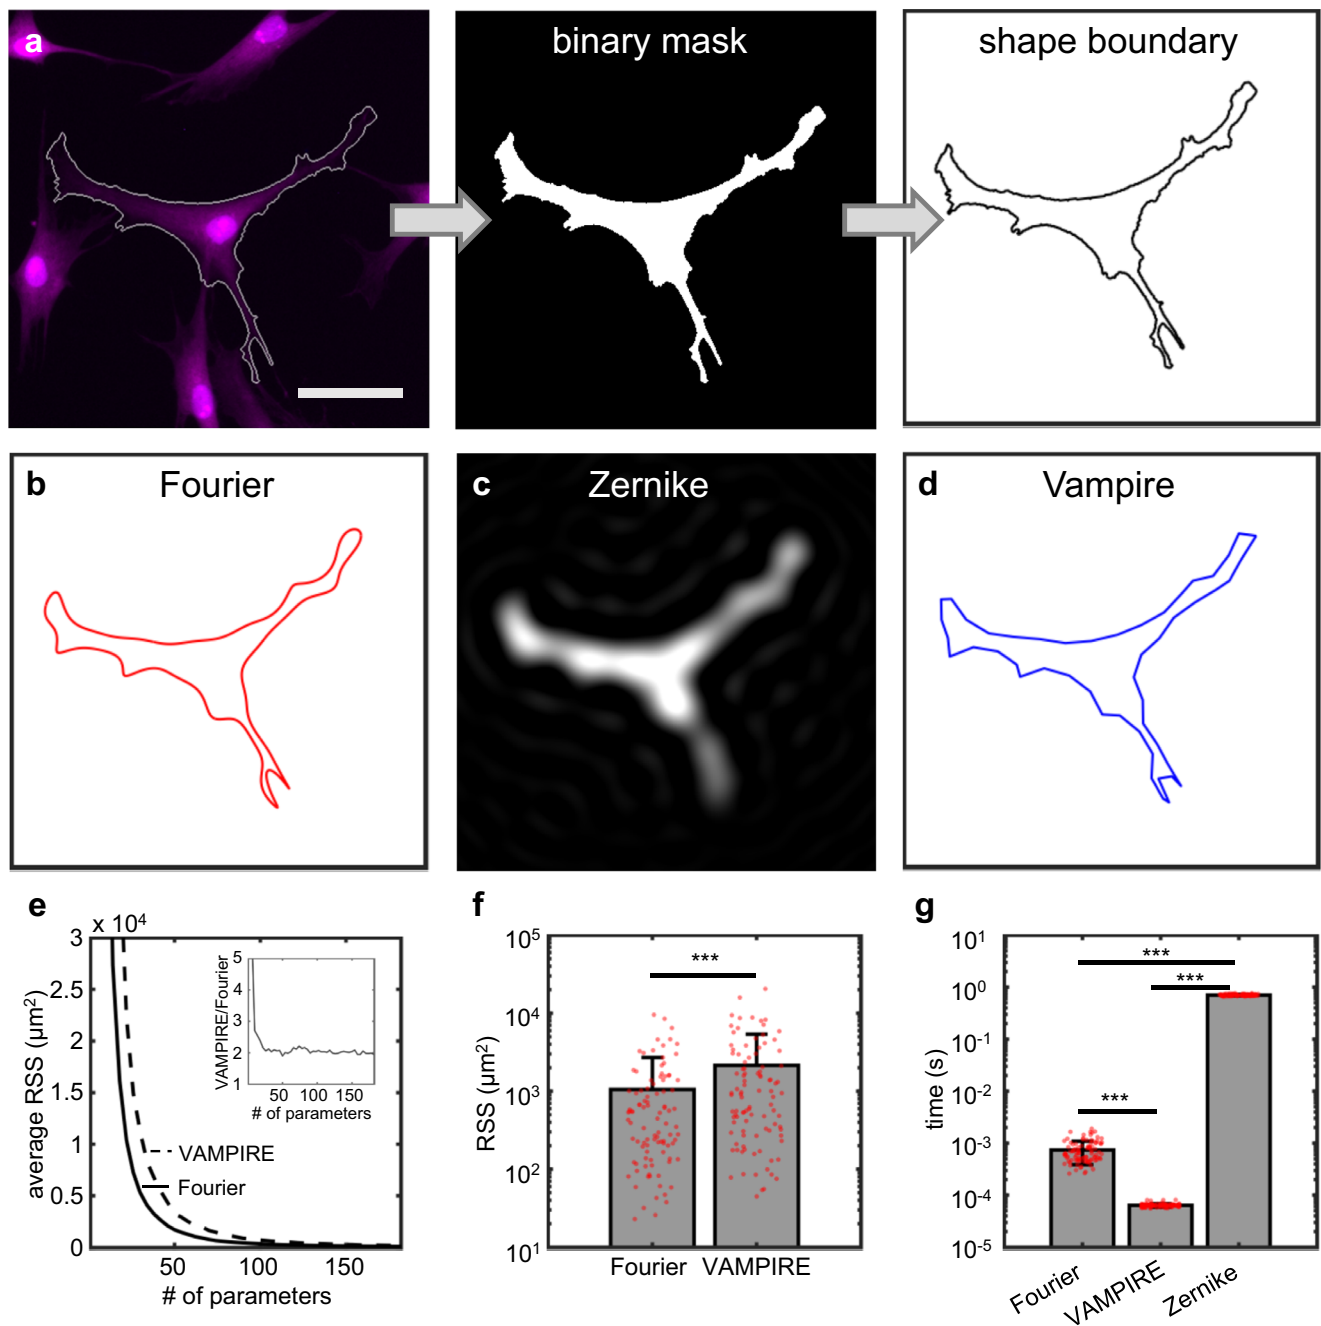 a
binary mask
shape boundary
b
Fourier
c
Zernike
d
Vampire
e
x 10⁴
3
2.5
2
1.5
1
0.5
0
average RSS (µm²)
50
100
150
# of parameters
VAMPIRE
Fourier
5
4
3
2
1
VAMPIRE/Fourier
50
100
150
# of parameters
f
10⁵
10⁴
10³
10²
10¹
RSS (µm²)
***
Fourier
VAMPIRE
g
10¹
10⁰
10⁻¹
10⁻²
10⁻³
10⁻⁴
10⁻⁵
time (s)
***
***
***
Fourier
VAMPIRE
Zernike